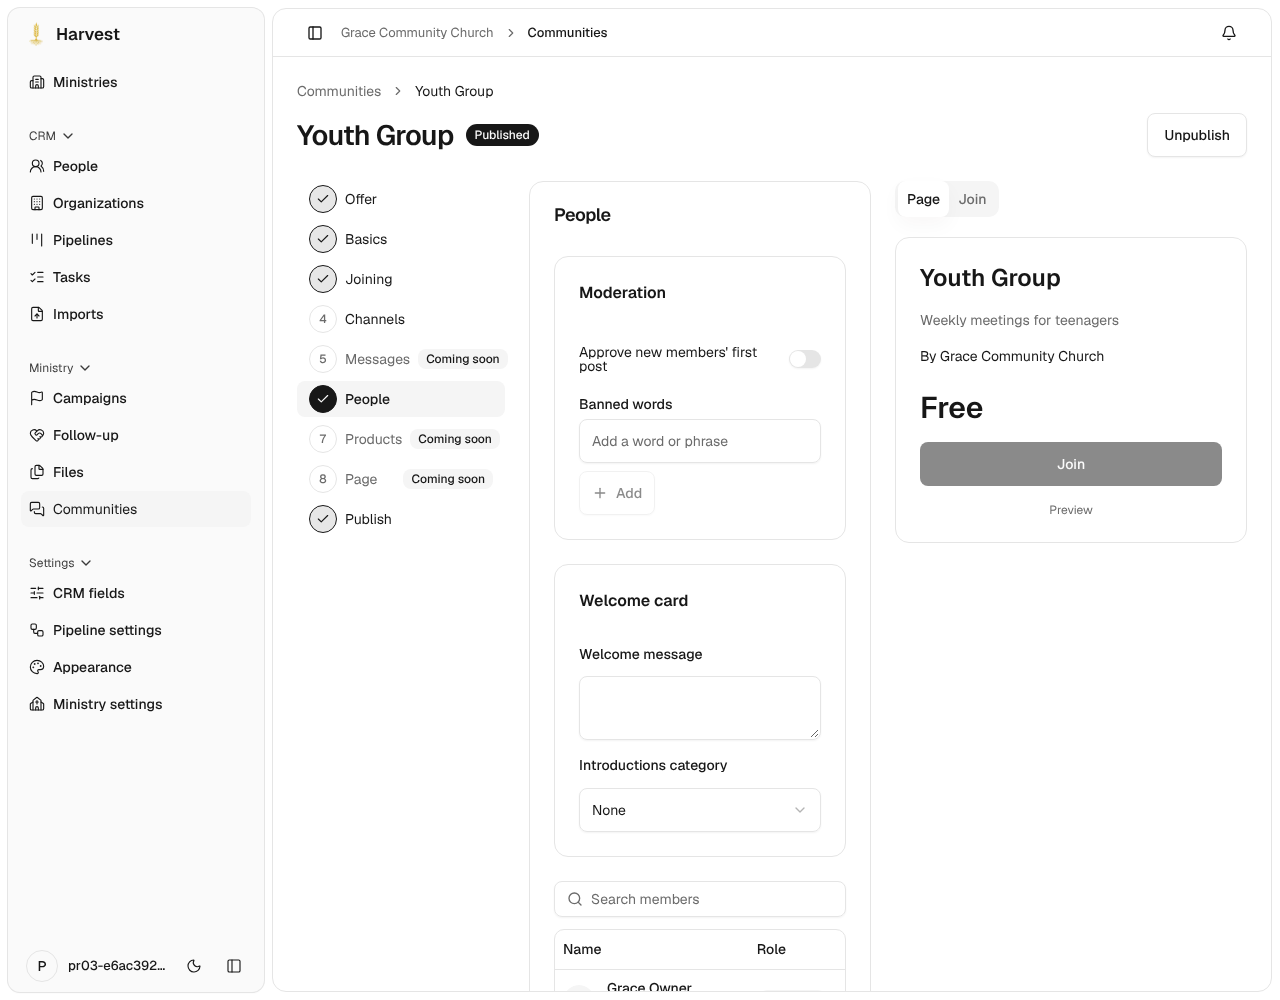 Harvest
Ministries
CRM
People
Organizations
Pipelines
Tasks
Imports
Ministry
Campaigns
Follow-up
Files
Communities
Settings
CRM fields
Pipeline settings
Appearance
Ministry settings
P
pr03-e6ac392...
Grace Community Church > Communities
Communities > Youth Group
Youth Group Published
Unpublish
Offer
Basics
Joining
4 Channels
5 Messages Coming soon
People
7 Products Coming soon
8 Page Coming soon
Publish
People
Moderation
Approve new members' first
post
Banned words
Add a word or phrase
+ Add
Welcome card
Welcome message
Introductions category
None
Search members
Name Role
Grace Owner
Page Join
Youth Group
Weekly meetings for teenagers
By Grace Community Church
Free
Join
Preview